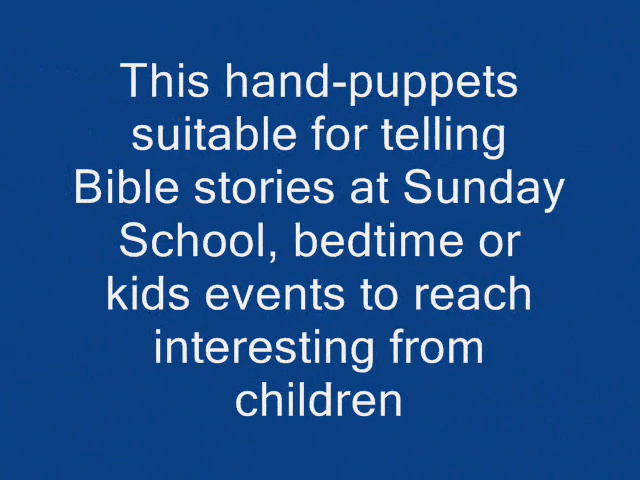 This hand-puppets
suitable for telling
Bible stories at Sunday
School, bedtime or
kids events to reach
interesting from
children